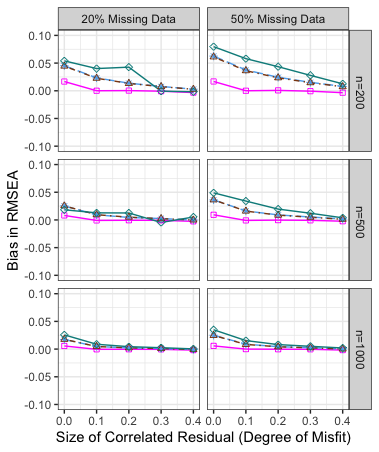 20% Missing Data 50% Missing Data
0.10
0.05
0.00
-0.05
-0.10
n=200
0.10
0.05
0.00
-0.05
-0.10
n=500
0.10
0.05
0.00
-0.05
-0.10
n=1000
Bias in RMSEA
0.0 0.1 0.2 0.3 0.4 0.0 0.1 0.2 0.3 0.4
Size of Correlated Residual (Degree of Misfit)